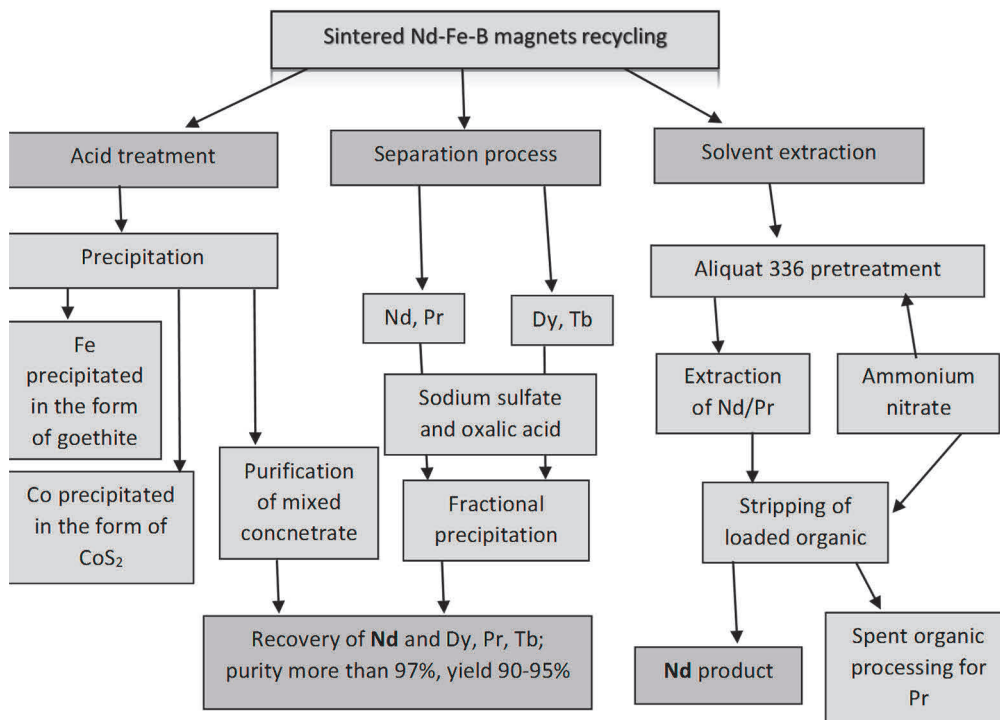 Sintered Nd-Fe-B magnets recycling
Acid treatment
Separation process
Solvent extraction
Precipitation
Aliquat 336 pretreatment
Nd, Pr
Dy, Tb
Fe
precipitated
in the form
of goethite
Sodium sulfate
and oxalic acid
Extraction
of Nd/Pr
Ammonium
nitrate
Co precipitated
in the form of
CoS₂
Purification
of mixed
concnetrate
Fractional
precipitation
Stripping of
loaded organic
Recovery of Nd and Dy, Pr, Tb;
purity more than 97%, yield 90-95%
Nd product
Spent organic
processing for
Pr